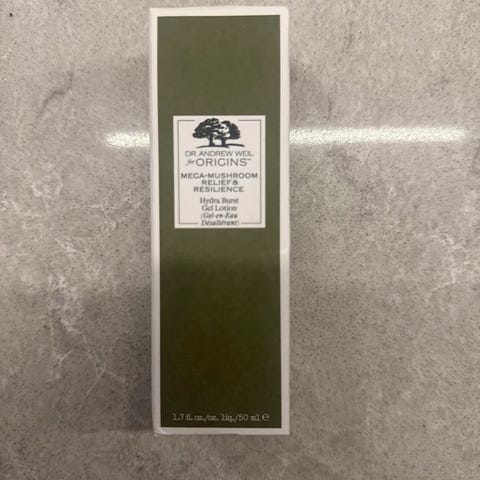 DR. ANDREW WEIL
for ORIGINS™
MEGA-MUSHROOM
RELIEF &
RESILIENCE
Hydra Burst
Gel Lotion
(Gel-en-Eau
Désaltérant)
1.7 fl. oz./oz. liq./50 ml ℮